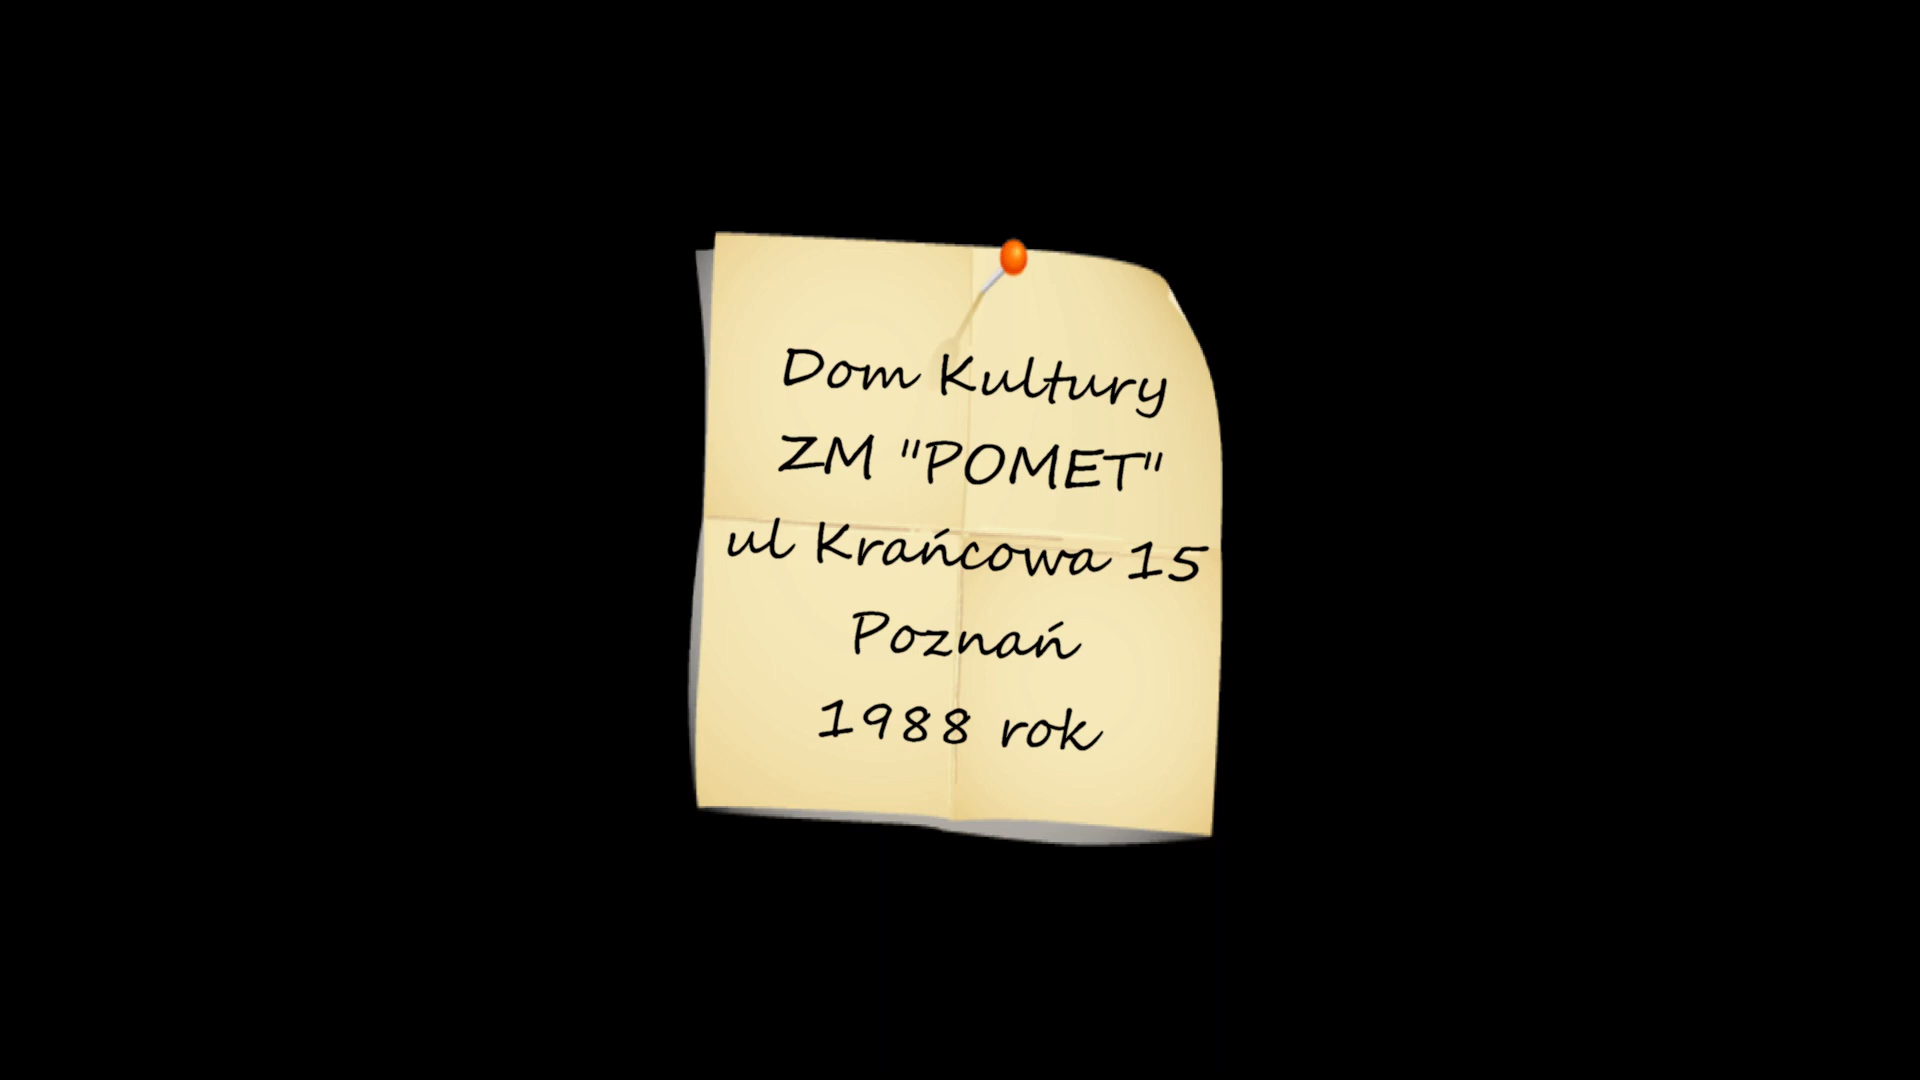 Dom Kultury
ZM "POMET"
ul Krańcowa 15
Poznań
1988 rok